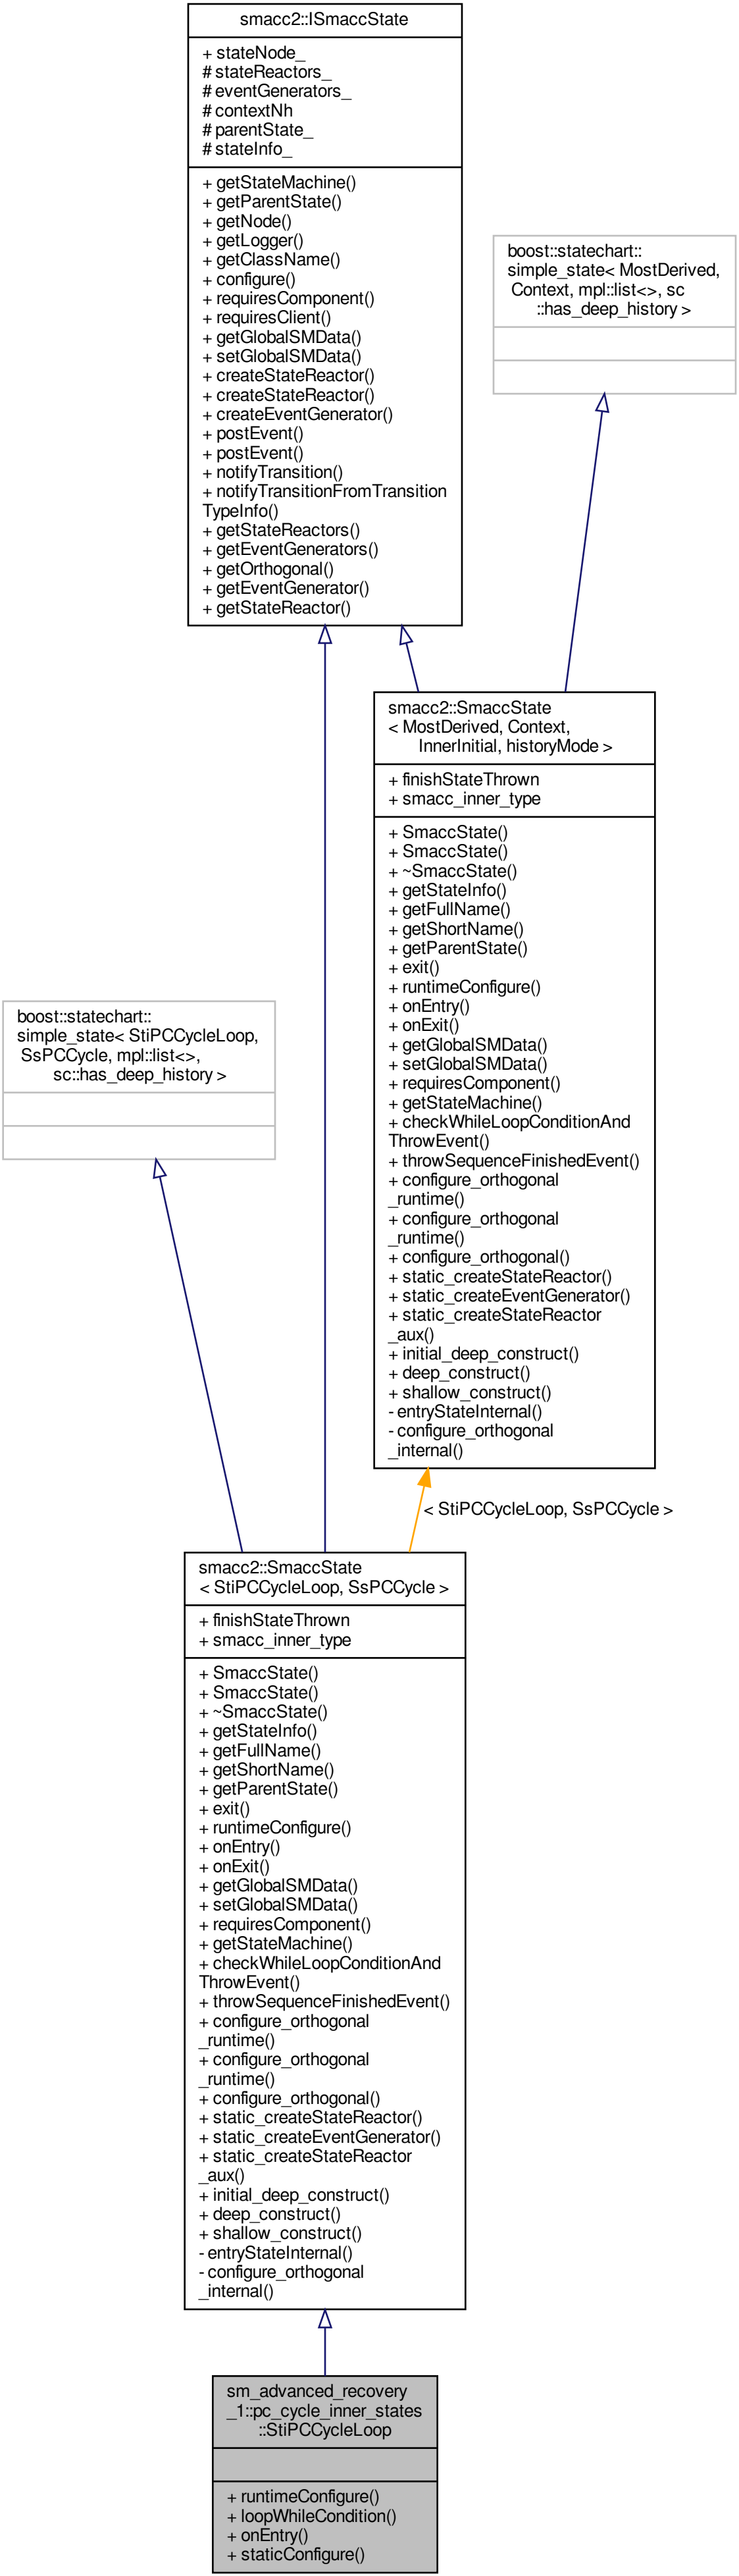 smacc2::ISmaccState
+ stateNode_
# stateReactors_
# eventGenerators_
# contextNh
# parentState_
# stateInfo_
+ getStateMachine()
+ getParentState()
+ getNode()
+ getLogger()
+ getClassName()
+ configure()
+ requiresComponent()
+ requiresClient()
+ getGlobalSMData()
+ setGlobalSMData()
+ createStateReactor()
+ createStateReactor()
+ createEventGenerator()
+ postEvent()
+ postEvent()
+ notifyTransition()
+ notifyTransitionFromTransition
TypeInfo()
+ getStateReactors()
+ getEventGenerators()
+ getOrthogonal()
+ getEventGenerator()
+ getStateReactor()
boost::statechart::
simple_state< MostDerived,
Context, mpl::list<>, sc
::has_deep_history >
smacc2::SmaccState
< MostDerived, Context,
InnerInitial, historyMode >
+ finishStateThrown
+ smacc_inner_type
+ SmaccState()
+ SmaccState()
+ ~SmaccState()
+ getStateInfo()
+ getFullName()
+ getShortName()
+ getParentState()
+ exit()
+ runtimeConfigure()
+ onEntry()
+ onExit()
+ getGlobalSMData()
+ setGlobalSMData()
+ requiresComponent()
+ getStateMachine()
+ checkWhileLoopConditionAnd
ThrowEvent()
+ throwSequenceFinishedEvent()
+ configure_orthogonal
_runtime()
+ configure_orthogonal
_runtime()
+ configure_orthogonal()
+ static_createStateReactor()
+ static_createEventGenerator()
+ static_createStateReactor
_aux()
+ initial_deep_construct()
+ deep_construct()
+ shallow_construct()
- entryStateInternal()
- configure_orthogonal
_internal()
boost::statechart::
simple_state< StiPCCycleLoop,
SsPCCycle, mpl::list<>,
sc::has_deep_history >
< StiPCCycleLoop, SsPCCycle >
smacc2::SmaccState
< StiPCCycleLoop, SsPCCycle >
+ finishStateThrown
+ smacc_inner_type
+ SmaccState()
+ SmaccState()
+ ~SmaccState()
+ getStateInfo()
+ getFullName()
+ getShortName()
+ getParentState()
+ exit()
+ runtimeConfigure()
+ onEntry()
+ onExit()
+ getGlobalSMData()
+ setGlobalSMData()
+ requiresComponent()
+ getStateMachine()
+ checkWhileLoopConditionAnd
ThrowEvent()
+ throwSequenceFinishedEvent()
+ configure_orthogonal
_runtime()
+ configure_orthogonal
_runtime()
+ configure_orthogonal()
+ static_createStateReactor()
+ static_createEventGenerator()
+ static_createStateReactor
_aux()
+ initial_deep_construct()
+ deep_construct()
+ shallow_construct()
- entryStateInternal()
- configure_orthogonal
_internal()
sm_advanced_recovery
_1::pc_cycle_inner_states
::StiPCCycleLoop
+ runtimeConfigure()
+ loopWhileCondition()
+ onEntry()
+ staticConfigure()